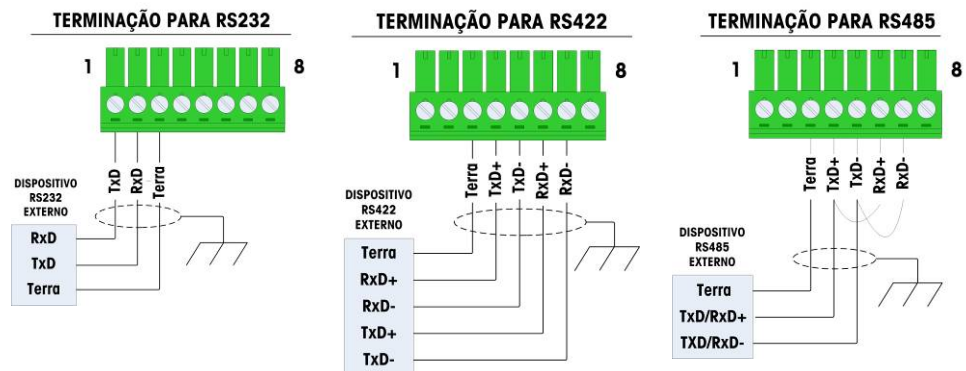 TERMINAÇÃO PARA RS232
1
8
TxD
RxD
Terra
DISPOSITIVO
RS232
EXTERNO
RxD
TxD
Terra
TERMINAÇÃO PARA RS422
1
8
Terra
TxD+
TxD-
RxD+
RxD-
DISPOSITIVO
RS422
EXTERNO
Terra
RxD+
RxD-
TxD+
TxD-
TERMINAÇÃO PARA RS485
1
8
Terra
TxD+
TxD-
RxD+
RxD-
DISPOSITIVO
RS485
EXTERNO
Terra
TxD/RxD+
TXD/RxD-